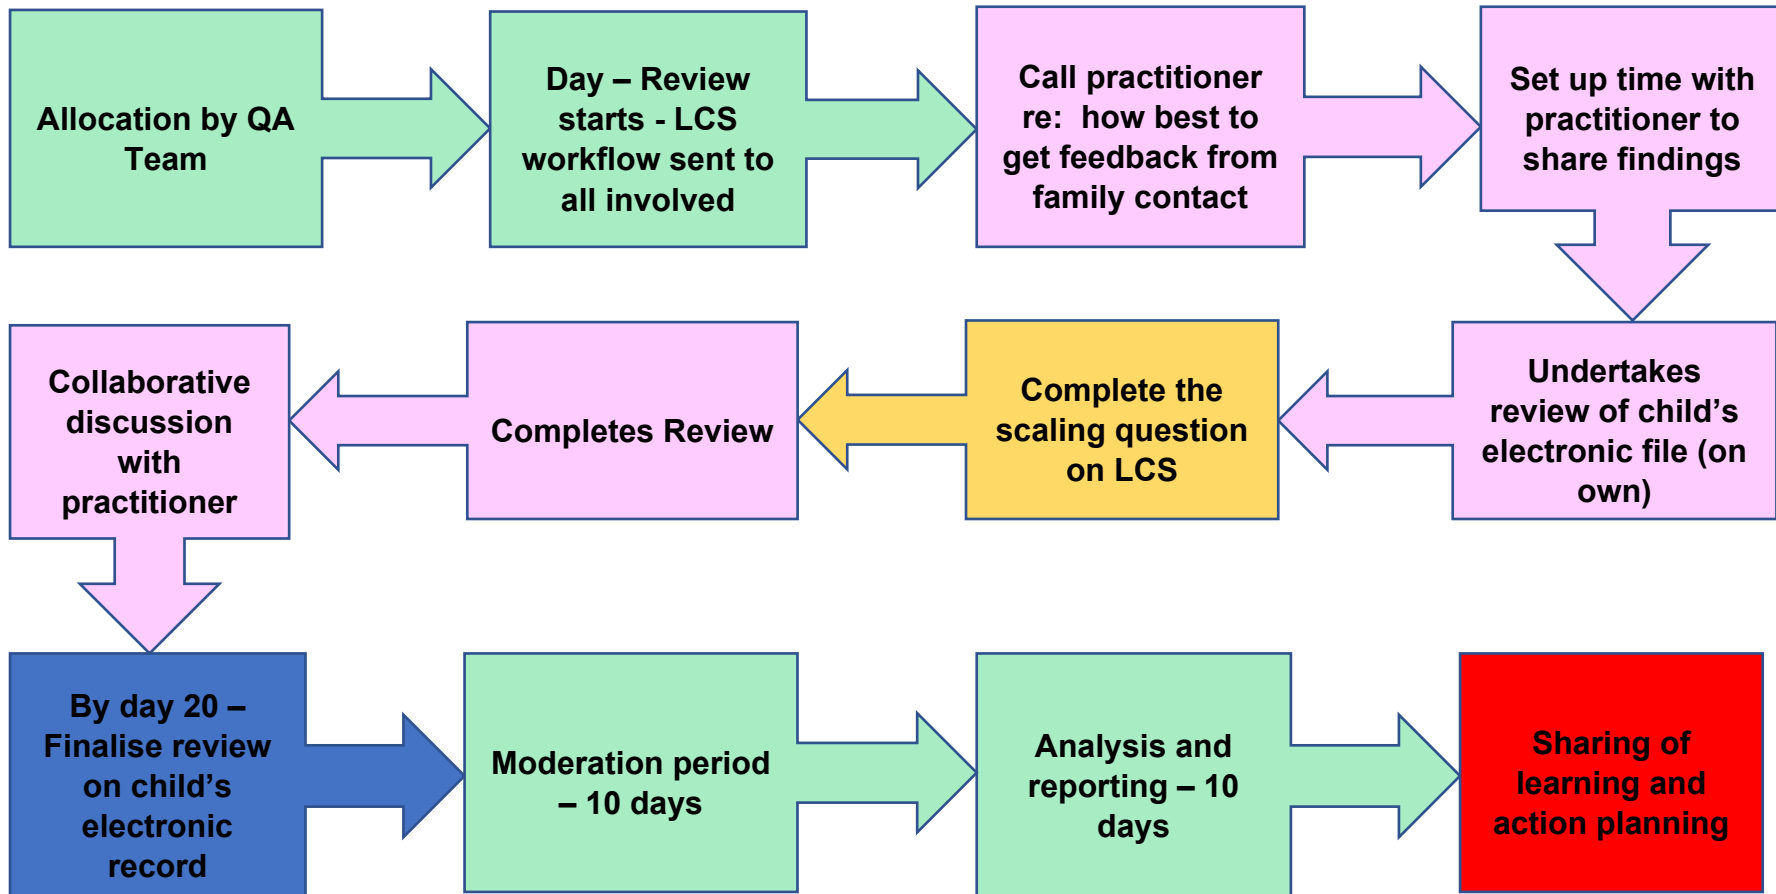 Allocation by QA
Team
Day – Review
starts - LCS
workflow sent to
all involved
Call practitioner
re:  how best to
get feedback from
family contact
Set up time with
practitioner to
share findings
Undertakes
review of child’s
electronic file (on
own)
Complete the
scaling question
on LCS
Completes Review
Collaborative
discussion
with
practitioner
By day 20 –
Finalise review
on child’s
electronic
record
Moderation period
– 10 days
Analysis and
reporting – 10
days
Sharing of
learning and
action planning